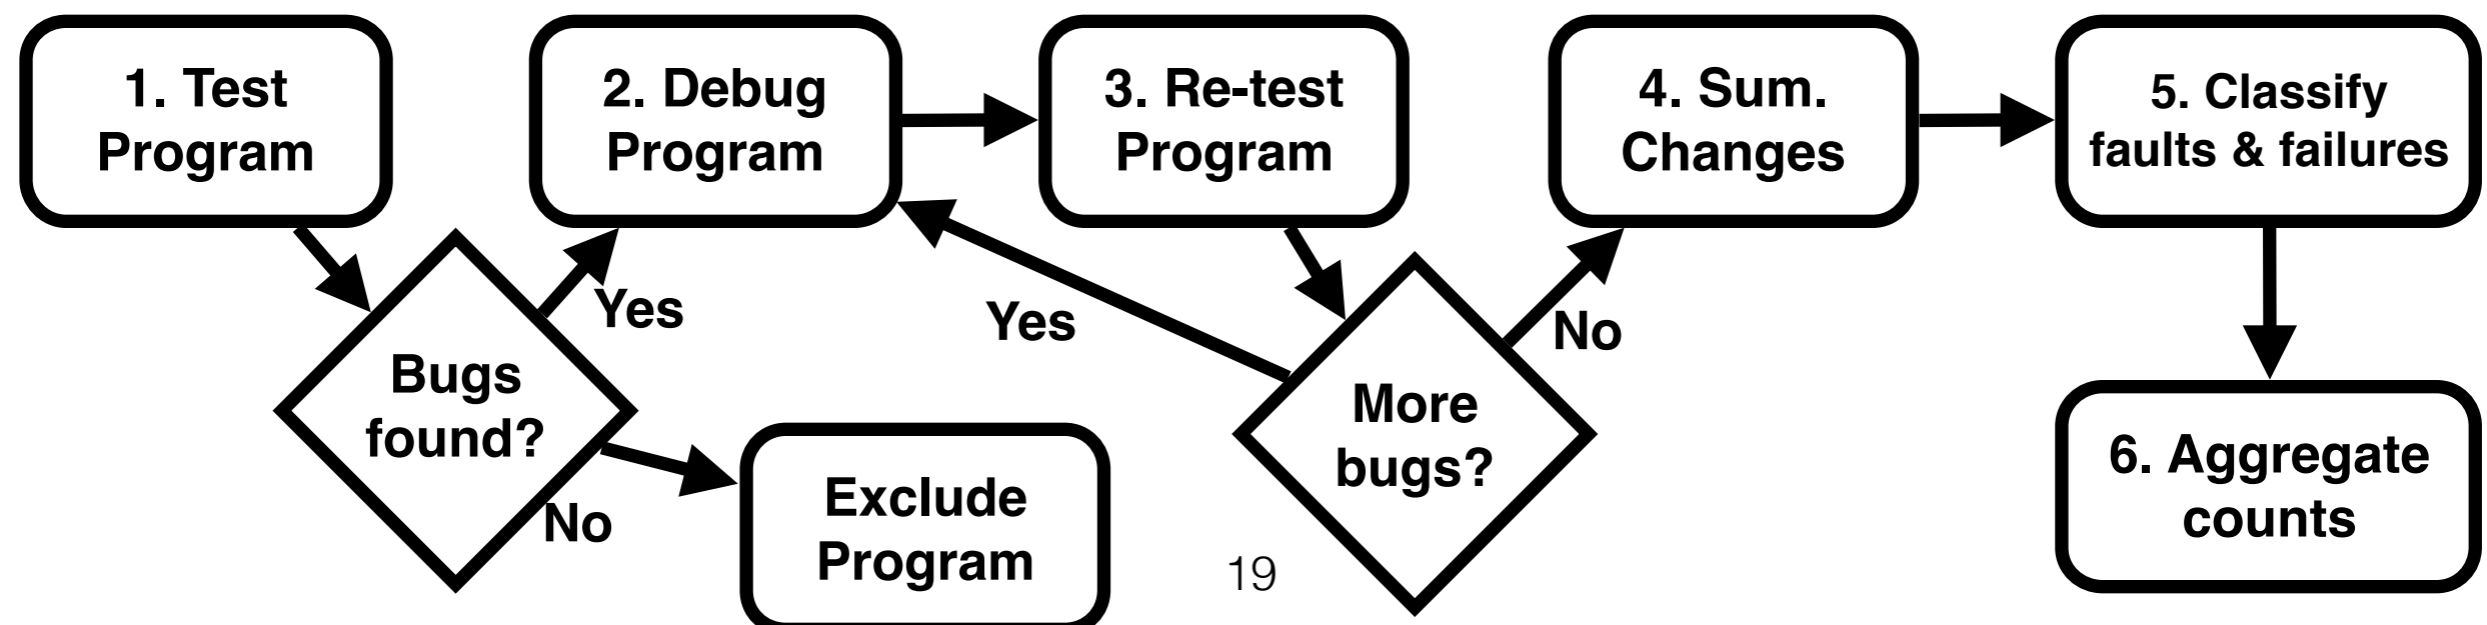 1. Test
Program
2. Debug
Program
3. Re-test
Program
4. Sum.
Changes
5. Classify
faults & failures
Yes
Yes
No
Bugs
found?
More
bugs?
No
Exclude
Program
6. Aggregate
counts
19